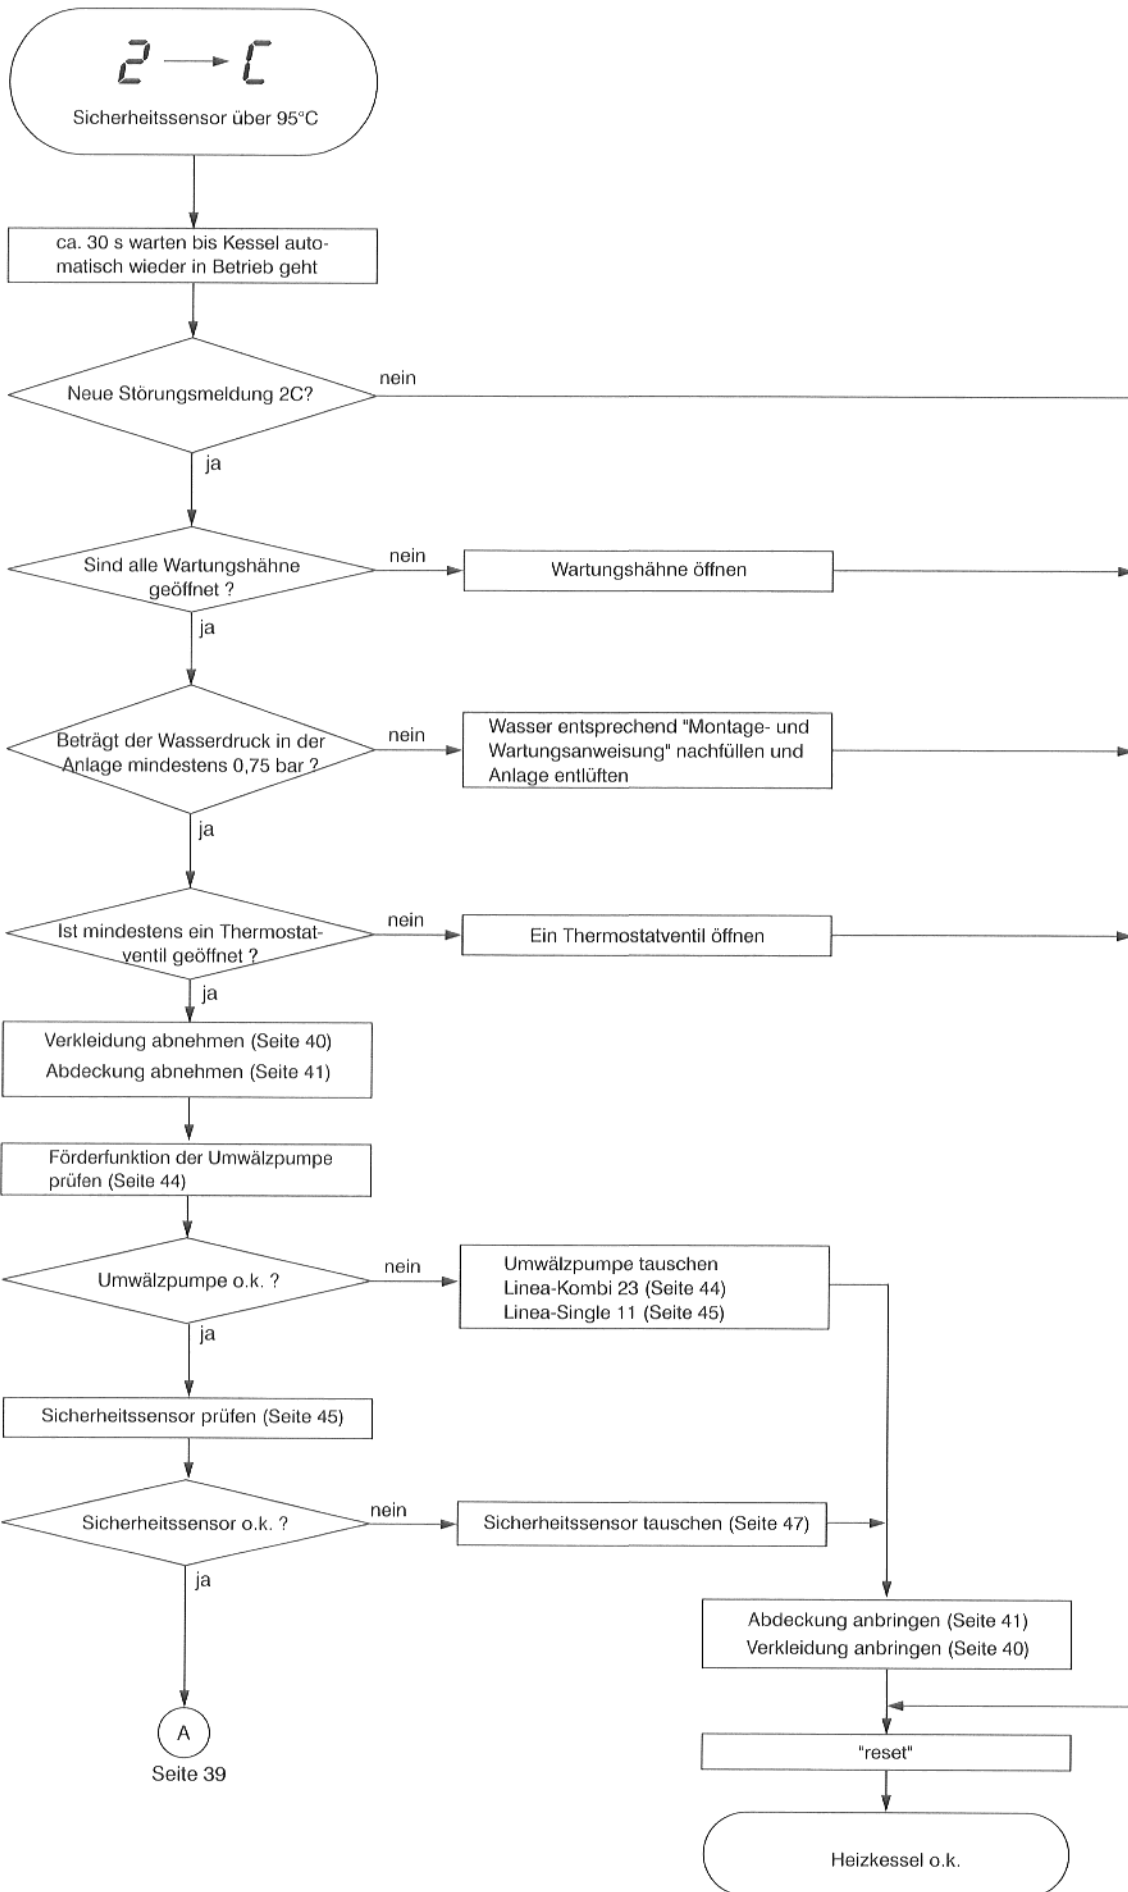 2 → C
Sicherheitssensor über 95°C
ca. 30 s warten bis Kessel auto-
matisch wieder in Betrieb geht
Neue Störungsmeldung 2C?
nein
ja
Sind alle Wartungshähne
geöffnet ?
nein
Wartungshähne öffnen
ja
Beträgt der Wasserdruck in der
Anlage mindestens 0,75 bar ?
nein
Wasser entsprechend "Montage- und
Wartungsanweisung" nachfüllen und
Anlage entlüften
ja
Ist mindestens ein Thermostat-
ventil geöffnet ?
nein
Ein Thermostatventil öffnen
ja
Verkleidung abnehmen (Seite 40)
Abdeckung abnehmen (Seite 41)
Förderfunktion der Umwälzpumpe
prüfen (Seite 44)
Umwälzpumpe o.k. ?
nein
Umwälzpumpe tauschen
Linea-Kombi 23 (Seite 44)
Linea-Single 11 (Seite 45)
ja
Sicherheitssensor prüfen (Seite 45)
Sicherheitssensor o.k. ?
nein
Sicherheitssensor tauschen (Seite 47)
ja
Abdeckung anbringen (Seite 41)
Verkleidung anbringen (Seite 40)
A
Seite 39
"reset"
Heizkessel o.k.